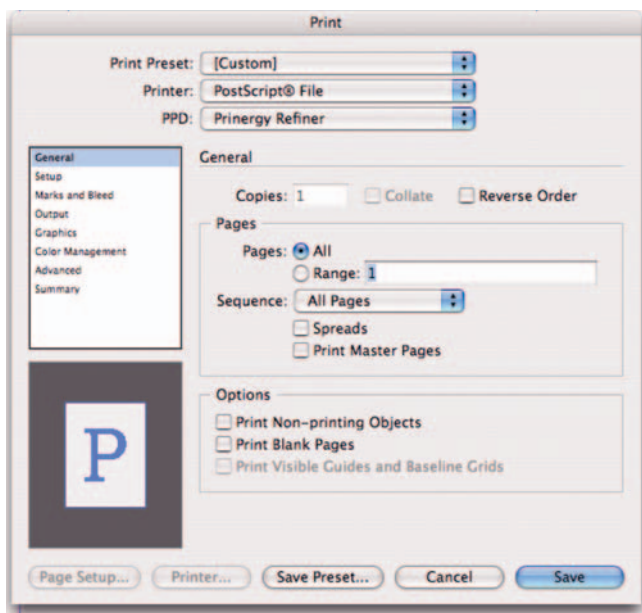 Print
Print Preset: [Custom]
Printer: PostScript® File
PPD: Prinergy Refiner
General
Setup
Marks and Bleed
Output
Graphics
Color Management
Advanced
Summary
General
Copies: 1 Collate Reverse Order
Pages
Pages: All
Range: 1
Sequence: All Pages
Spreads
Print Master Pages
Options
Print Non-printing Objects
Print Blank Pages
Print Visible Guides and Baseline Grids
P
Page Setup... Printer... Save Preset... Cancel Save